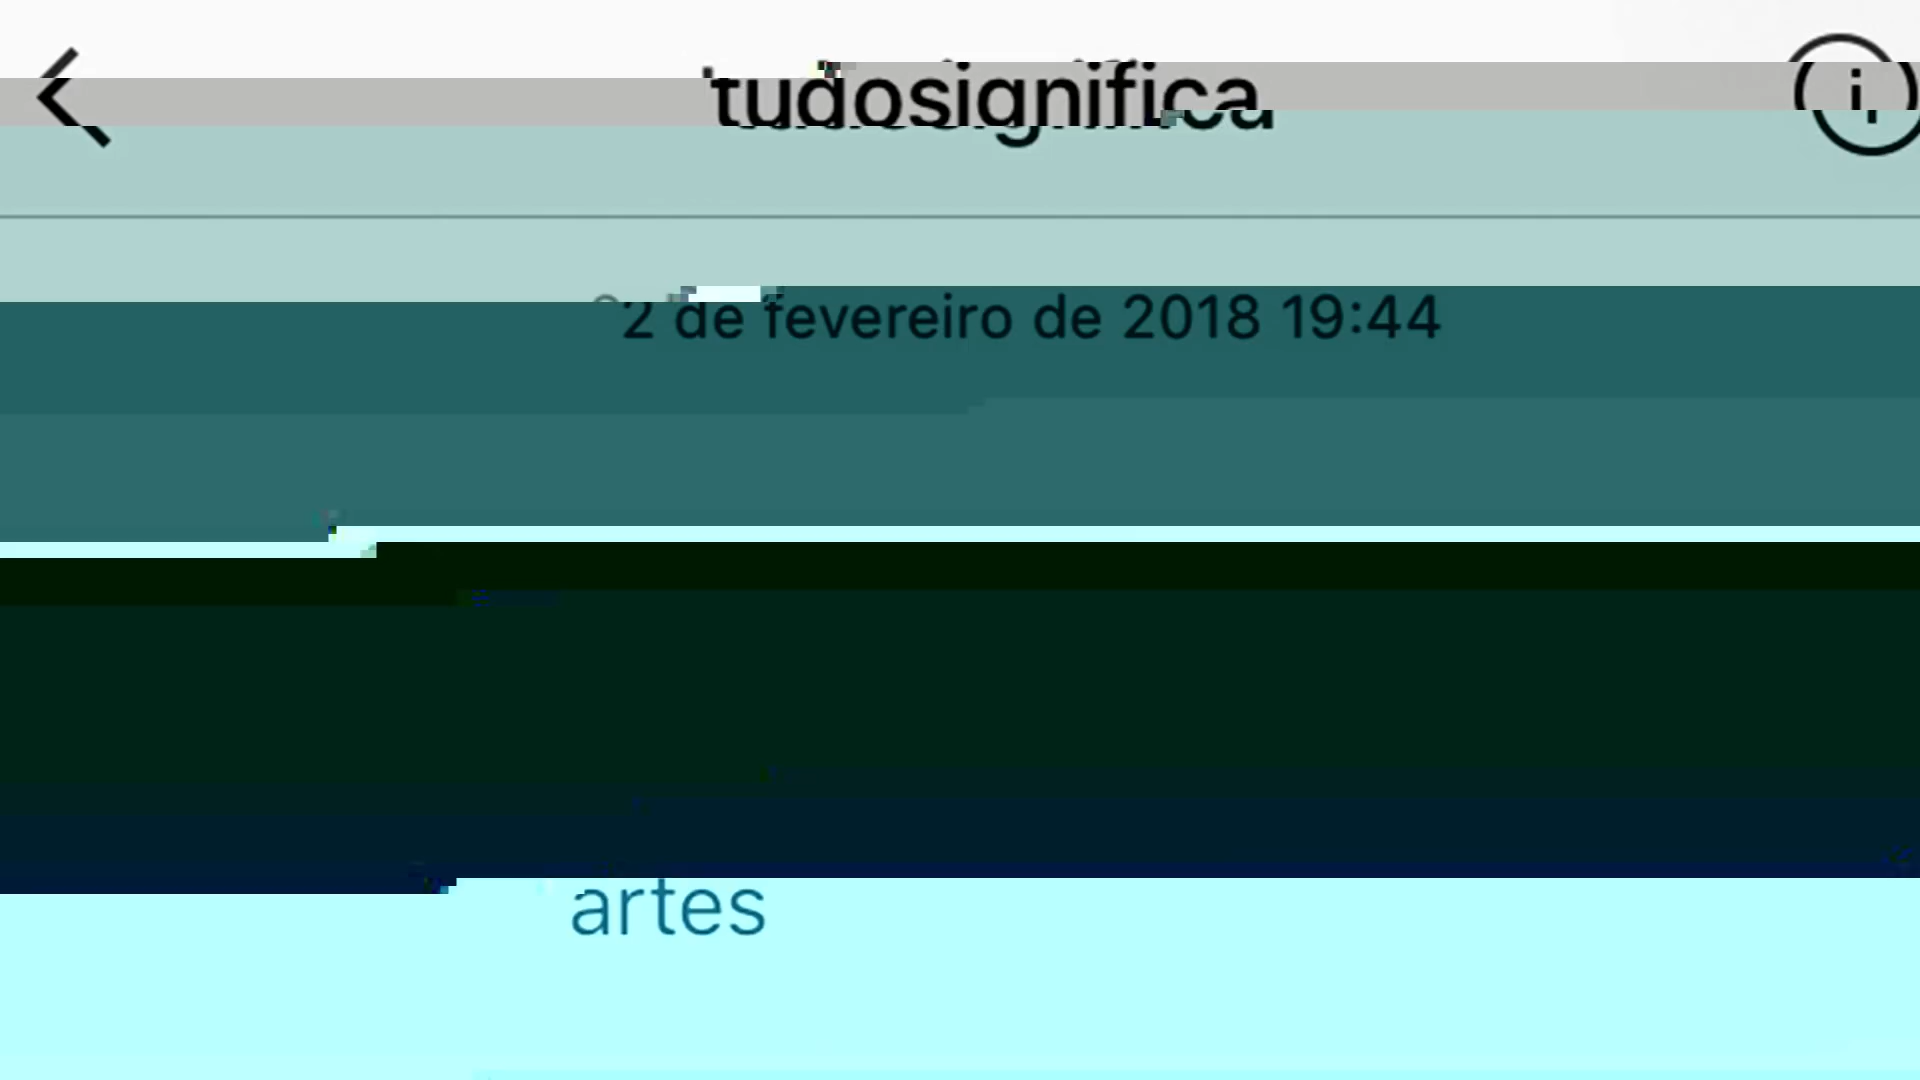 tudosignifica
2 de fevereiro de 2018 19:44
artes